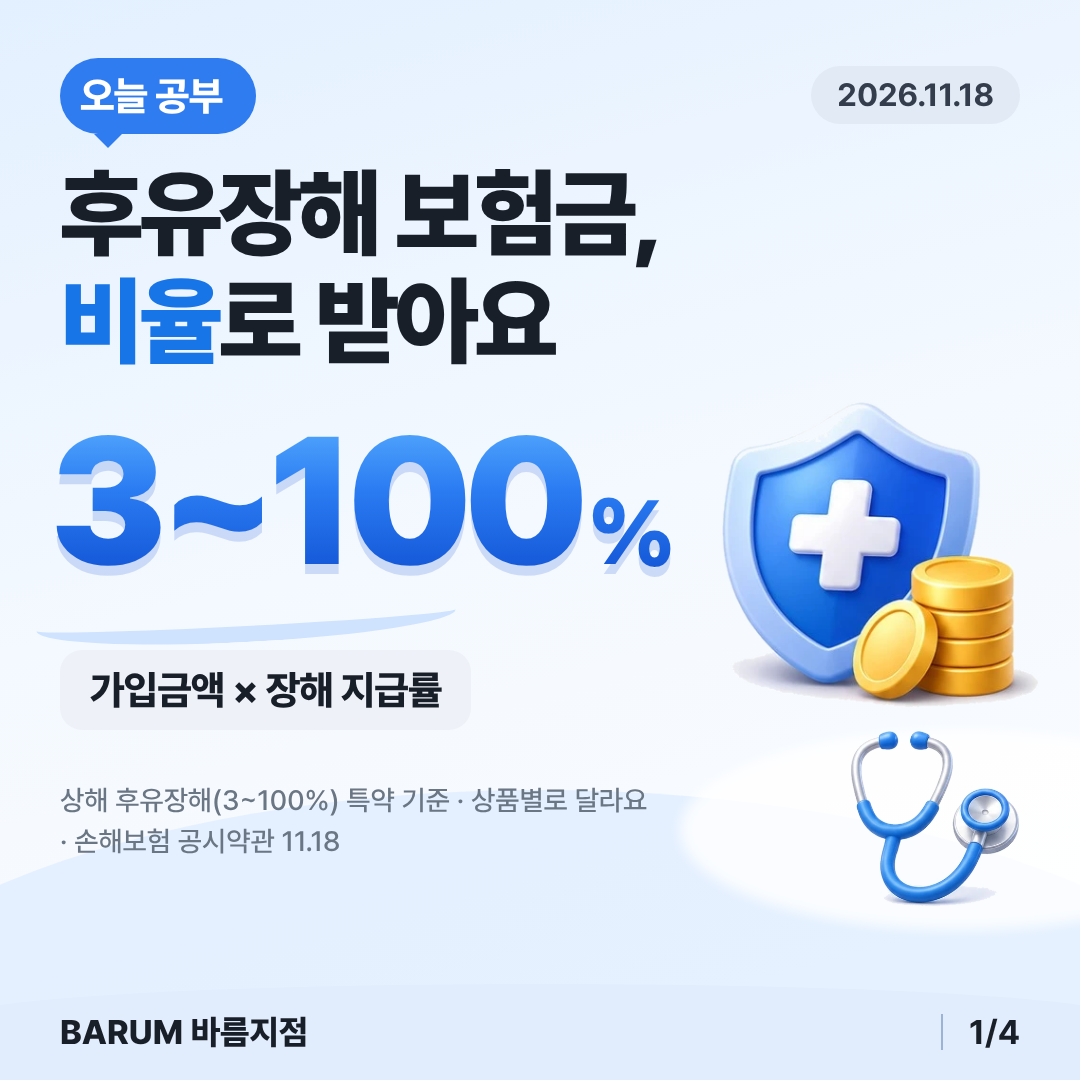 오늘 공부
2026.11.18
후유장해 보험금,
비율로 받아요
3~100%
가입금액 × 장해 지급률
상해 후유장해(3~100%) 특약 기준 · 상품별로 달라요
· 손해보험 공시약관 11.18
BARUM 바름지점
1/4